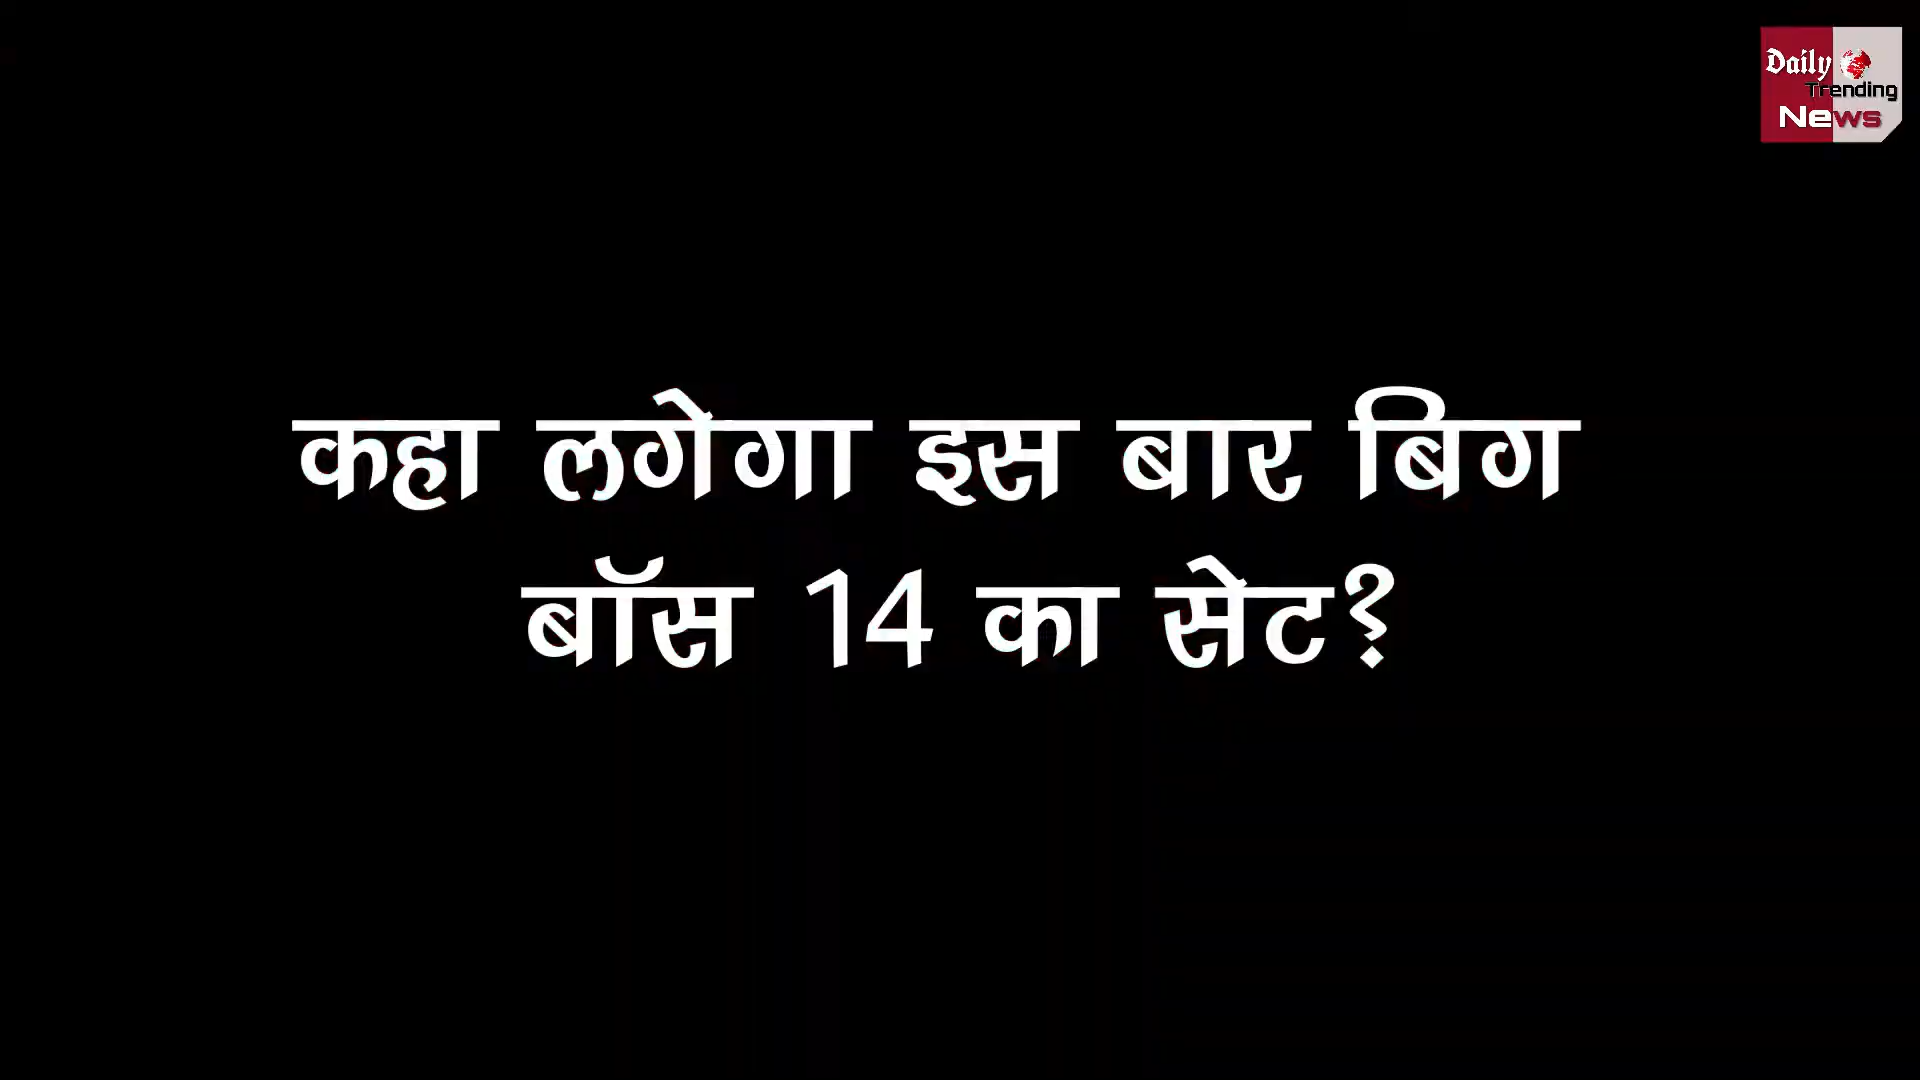 Daily
Trending
News
कहा लगेगा इस बार बिग
बॉस 14 का सेट?